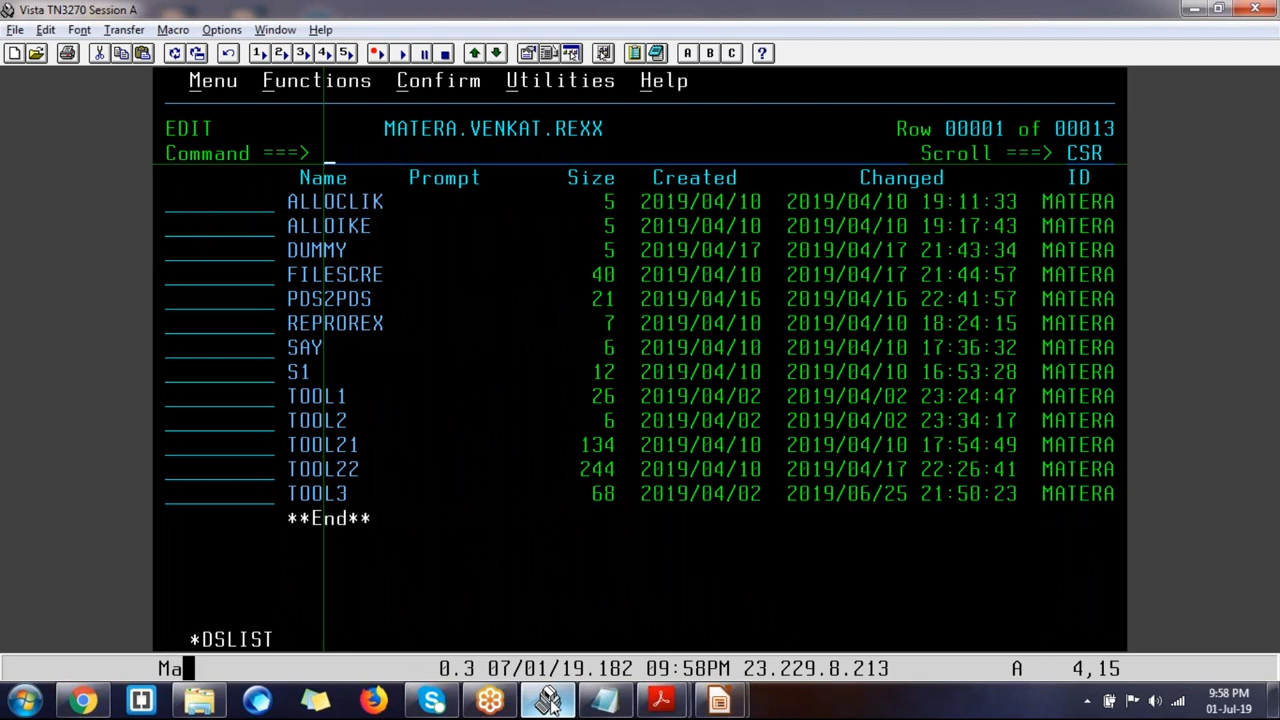 Vista TN3270 Session A
File Edit Font Transfer Macro Options Window Help
1 2 3 4 5 A B C ?
Menu Functions Confirm Utilities Help
EDIT MATERA.VENKAT.REXX Row 00001 of 00013
Command ===> Scroll ===> CSR
Name Prompt Size Created Changed ID
ALLOCLIK 5 2019/04/10 2019/04/10 19:11:33 MATERA
ALLOIKE 5 2019/04/10 2019/04/10 19:17:43 MATERA
DUMMY 5 2019/04/17 2019/04/17 21:43:34 MATERA
FILESCRE 40 2019/04/10 2019/04/17 21:44:57 MATERA
PDS2PDS 21 2019/04/16 2019/04/16 22:41:57 MATERA
REPROREX 7 2019/04/10 2019/04/10 18:24:15 MATERA
SAY 6 2019/04/10 2019/04/10 17:36:32 MATERA
S1 12 2019/04/10 2019/04/10 16:53:28 MATERA
TOOL1 26 2019/04/02 2019/04/02 23:24:47 MATERA
TOOL2 6 2019/04/02 2019/04/02 23:34:17 MATERA
TOOL21 134 2019/04/10 2019/04/10 17:54:49 MATERA
TOOL22 244 2019/04/10 2019/04/17 22:26:41 MATERA
TOOL3 68 2019/04/02 2019/06/25 21:50:23 MATERA
**End**
*DSLIST
Ma 0.3 07/01/19.182 09:58PM 23.229.8.213 A 4,15
9:58 PM
01-Jul-19